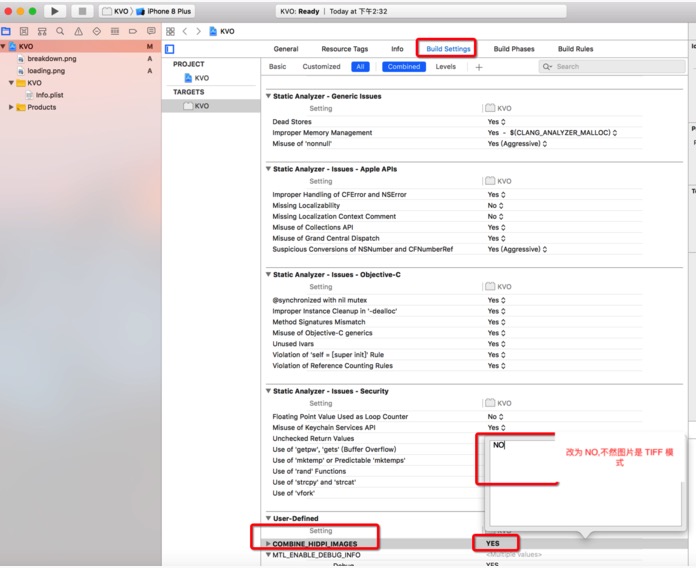 KVO
iPhone 8 Plus
KVO: Ready | Today at 下午2:32
KVO
KVO
M
breakdown.png
A
loading.png
A
KVO
Info.plist
Products
General
Resource Tags
Info
Build Settings
Build Phases
Build Rules
PROJECT
KVO
TARGETS
KVO
Basic
Customized
All
Combined
Levels
+
Search
Static Analyzer - Generic Issues
Setting
KVO
Dead Stores
Yes
Improper Memory Management
Yes - $(CLANG_ANALYZER_MALLOC)
Misuse of 'nonnull'
Yes (Aggressive)
Static Analyzer - Issues - Apple APIs
Setting
KVO
Improper Handling of CFError and NSError
Yes
Missing Localizability
No
Missing Localization Context Comment
No
Misuse of Collections API
Yes
Misuse of Grand Central Dispatch
Yes
Suspicious Conversions of NSNumber and CFNumberRef
Yes (Aggressive)
Static Analyzer - Issues - Objective-C
Setting
KVO
@synchronized with nil mutex
Yes
Improper Instance Cleanup in '-dealloc'
Yes
Method Signatures Mismatch
Yes
Misuse of Objective-C generics
Yes
Unused Ivars
Yes
Violation of 'self = [super init]' Rule
Yes
Violation of Reference Counting Rules
Yes
Static Analyzer - Issues - Security
Setting
KVO
Floating Point Value Used as Loop Counter
No
Misuse of Keychain Services API
Yes
Unchecked Return Values
Use of 'getpw', 'gets' (Buffer Overflow)
Use of 'mktemp' or Predictable 'mktemps'
Use of 'rand' Functions
Use of 'strcpy' and 'strcat'
Use of 'vfork'
NO
改为 NO,不然图片是 TIFF 模
式
User-Defined
Setting
KVO
COMBINE_HIDPI_IMAGES
YES
MTL_ENABLE_DEBUG_INFO
<Multiple values>
Debug
YES